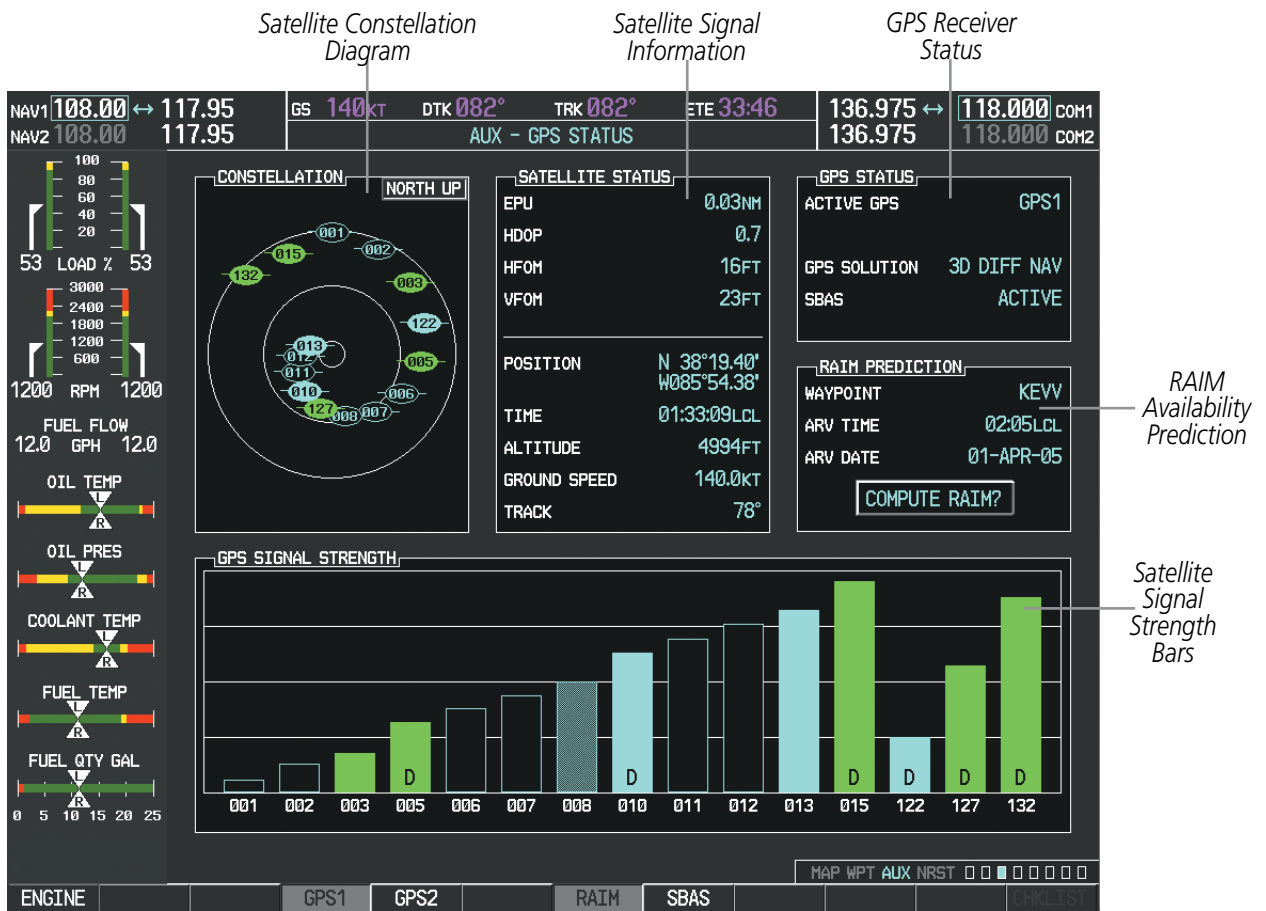 Satellite Constellation
Diagram
Satellite Signal
Information
GPS Receiver
Status
NAV1 108.00 ↔ 117.95
NAV2 108.00 117.95
GS 140KT DTK 082° TRK 082° ETE 33:46
AUX - GPS STATUS
136.975 ↔ 118.000 COM1
136.975 118.000 COM2
100
80
60
40
20
53 LOAD % 53
3000
2400
1800
1200
600
1200 RPM 1200
FUEL FLOW
12.0 GPH 12.0
OIL TEMP
L
R
OIL PRES
L
R
COOLANT TEMP
L
R
FUEL TEMP
L
R
FUEL QTY GAL
L
R
0 5 10 15 20 25
CONSTELLATION
NORTH UP
001
002
015
132
003
122
013
012
005
011
010
006
127
008
007
SATELLITE STATUS
EPU 0.03NM
HDOP 0.7
HFOM 16FT
VFOM 23FT
POSITION N 38°19.40'
W085°54.38'
TIME 01:33:09LCL
ALTITUDE 4994FT
GROUND SPEED 140.0KT
TRACK 78°
GPS STATUS
ACTIVE GPS GPS1
GPS SOLUTION 3D DIFF NAV
SBAS ACTIVE
RAIM PREDICTION
WAYPOINT KEVV
ARV TIME 02:05LCL
ARV DATE 01-APR-05
COMPUTE RAIM?
RAIM
Availability
Prediction
GPS SIGNAL STRENGTH
D D D D D D
001 002 003 005 006 007 008 010 011 012 013 015 122 127 132
Satellite
Signal
Strength
Bars
MAP WPT AUX NRST
ENGINE GPS1 GPS2 RAIM SBAS CHKLIST